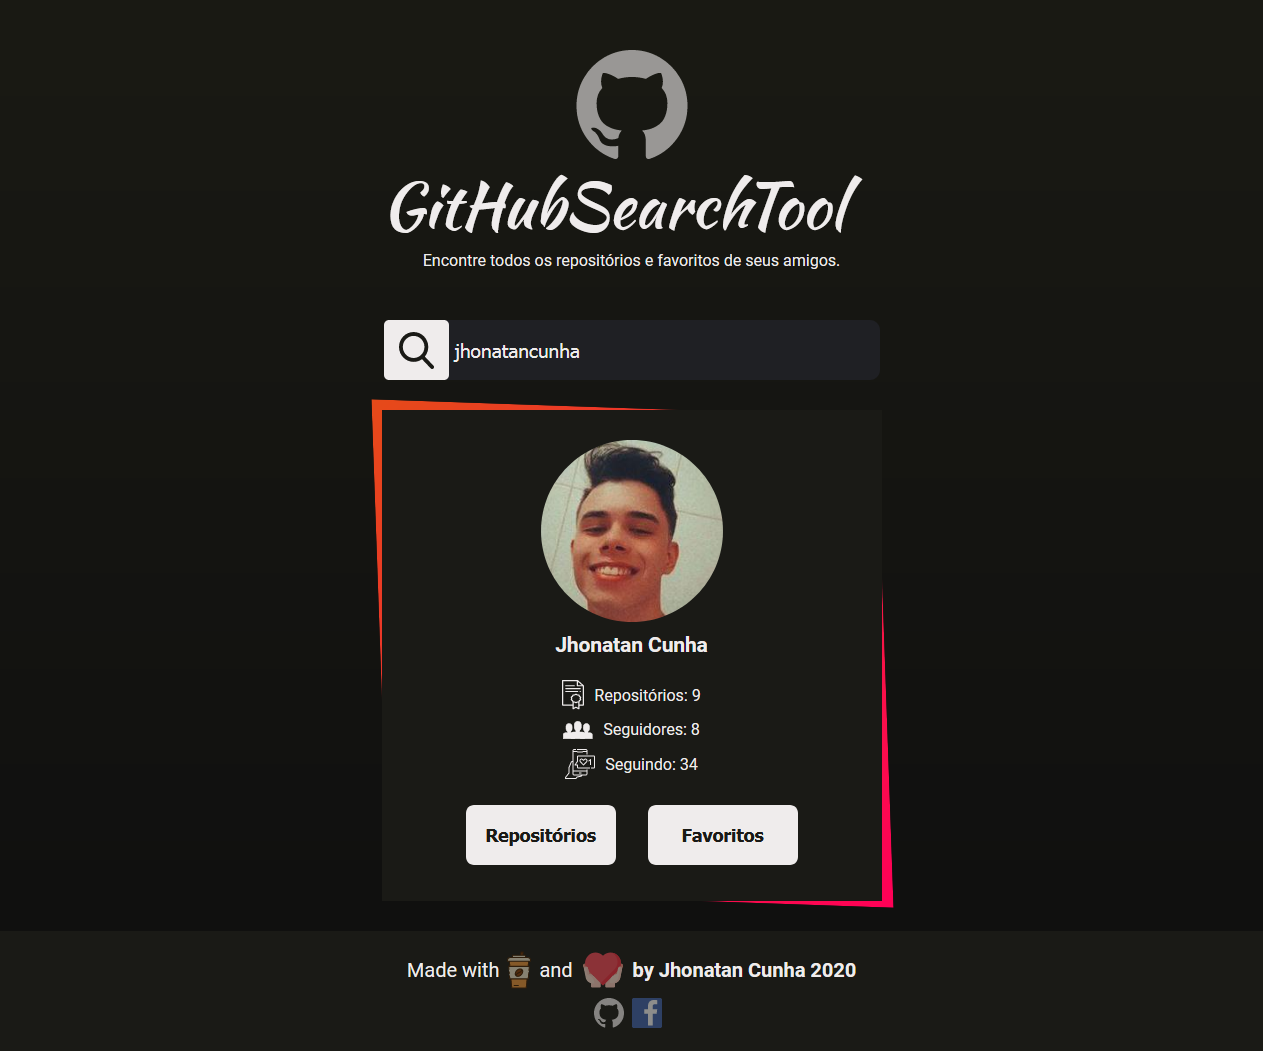 GitHubSearchTool
Encontre todos os repositórios e favoritos de seus amigos.
jhonatancunha
Jhonatan Cunha
Repositórios: 9
Seguidores: 8
1
Seguindo: 34
Repositórios Favoritos
Made with and by Jhonatan Cunha 2020
f